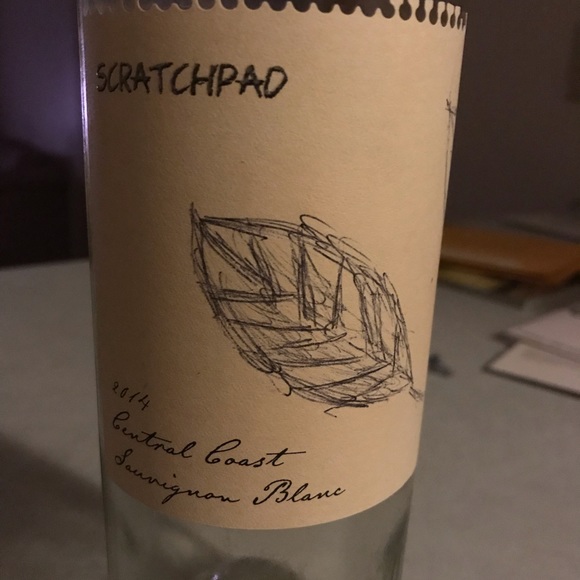 SCRATCHPAD
2014
Central Coast
Sauvignon Blanc